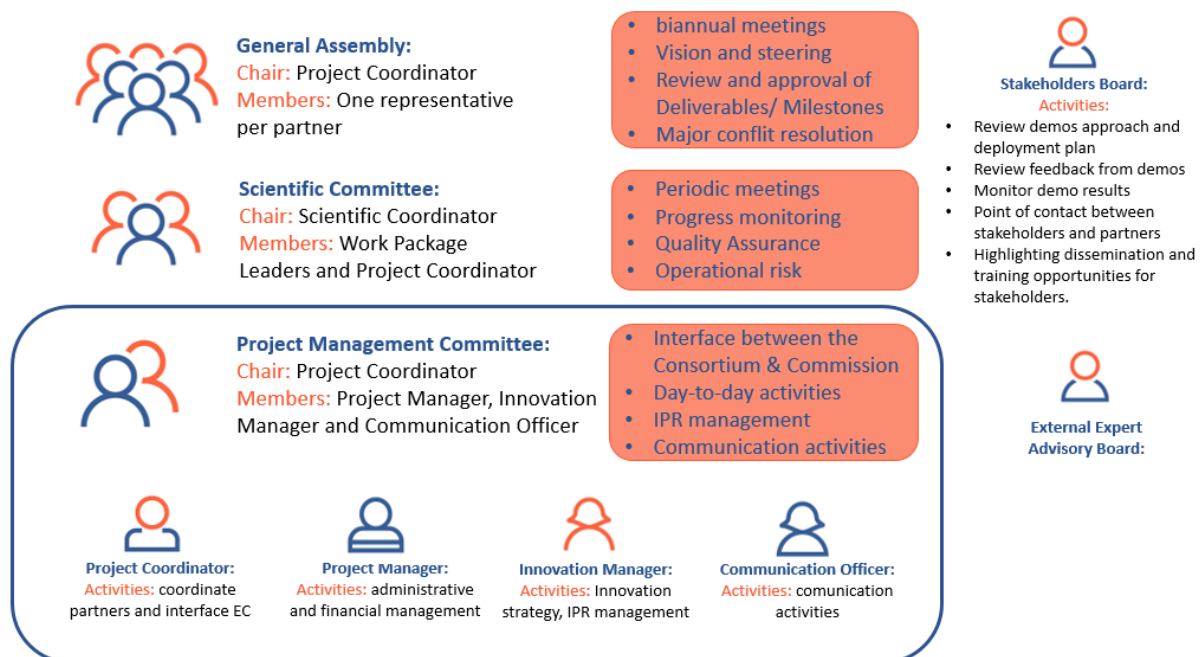 General Assembly:
Chair: Project Coordinator
Members: One representative
per partner
• biannual meetings
• Vision and steering
• Review and approval of
Deliverables/ Milestones
• Major conflit resolution
Scientific Committee:
Chair: Scientific Coordinator
Members: Work Package
Leaders and Project Coordinator
• Periodic meetings
• Progress monitoring
• Quality Assurance
• Operational risk
Project Management Committee:
Chair: Project Coordinator
Members: Project Manager, Innovation
Manager and Communication Officer
• Interface between the
Consortium & Commission
• Day-to-day activities
• IPR management
• Communication activities
Project Coordinator:
Activities: coordinate
partners and interface EC
Project Manager:
Activities: administrative
and financial management
Innovation Manager:
Activities: Innovation
strategy, IPR management
Communication Officer:
Activities: comunication
activities
Stakeholders Board:
Activities:
• Review demos approach and
deployment plan
• Review feedback from demos
• Monitor demo results
• Point of contact between
stakeholders and partners
• Highlighting dissemination and
training opportunities for
stakeholders.
External Expert
Advisory Board: